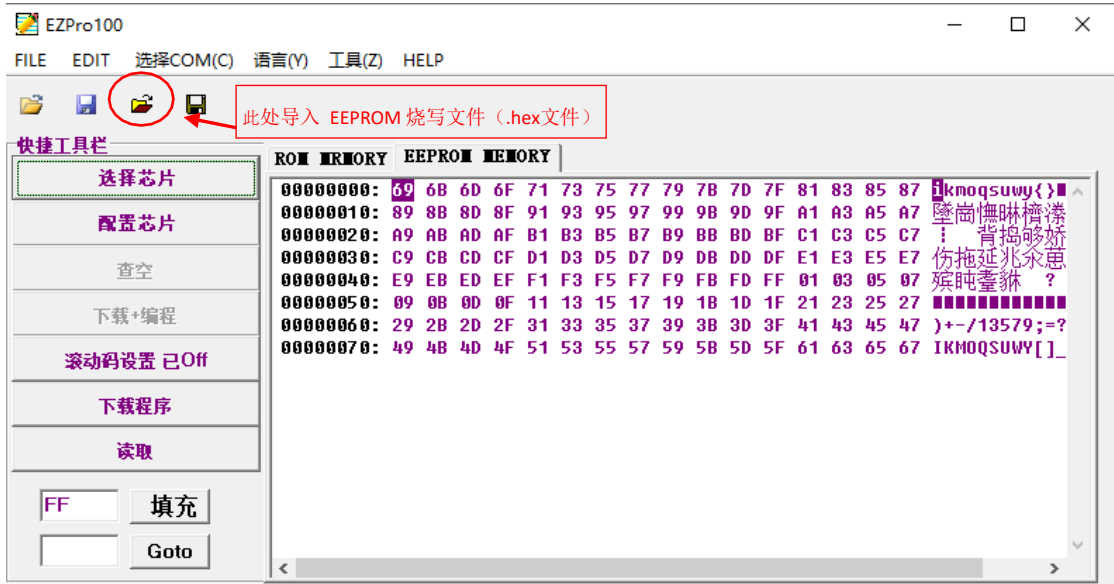 EZPro100
FILE EDIT 选择COM(C) 语言(Y) 工具(Z) HELP
此处导入 EEPROM 烧写文件（.hex文件）
快捷工具栏
选择芯片
配置芯片
查空
下载+编程
滚动码设置 已Off
下载程序
读取
FF 填充
Goto
ROM MRMORY EEPROM MEMORY
00000000: 69 6B 6D 6F 71 73 75 77 79 7B 7D 7F 81 83 85 87 ikmoqsuwy{}
00000010: 89 8B 8D 8F 91 93 95 97 99 9B 9D 9F A1 A3 A5 A7
00000020: A9 AB AD AF B1 B3 B5 B7 B9 BB BD BF C1 C3 C5 C7 背捣够娇
00000030: C9 CB CD CF D1 D3 D5 D7 D9 DB DD DF E1 E3 E5 E7 伤拖延兆
00000040: E9 EB ED EF F1 F3 F5 F7 F9 FB FD FF 01 03 05 07 ?
00000050: 09 0B 0D 0F 11 13 15 17 19 1B 1D 1F 21 23 25 27
00000060: 29 2B 2D 2F 31 33 35 37 39 3B 3D 3F 41 43 45 47 )+-/13579;=?
00000070: 49 4B 4D 4F 51 53 55 57 59 5B 5D 5F 61 63 65 67 IKMOQSUWY[]_